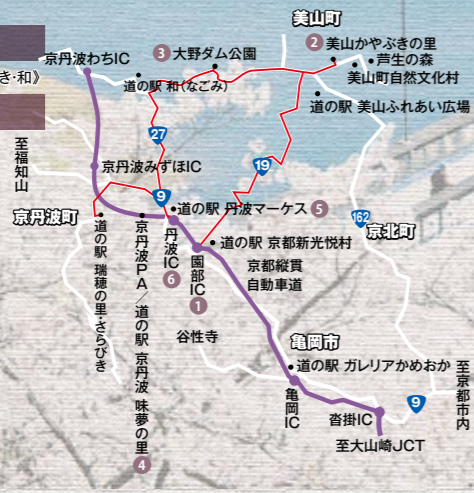 き・和》
美山町
京丹波わちIC
❸ 大野ダム公園
❷ 美山かやぶきの里
芦生の森
美山町自然文化村
道の駅 和(なごみ)
道の駅 美山ふれあい広場
27
19
至福知山
京丹波みずほIC
9
道の駅 丹波マーケス ❺
162
京丹波町
京北町
道の駅 瑞穂の里・さらびき
京丹波PA/道の駅 京丹波 味夢の里
❹
丹波IC
❻
園部IC
❶
道の駅 京都新光悦村
京都縦貫
自動車道
谷性寺
亀岡市
道の駅 ガレリアかめおか
亀岡IC
沓掛IC
9
至京都市内
至大山崎JCT